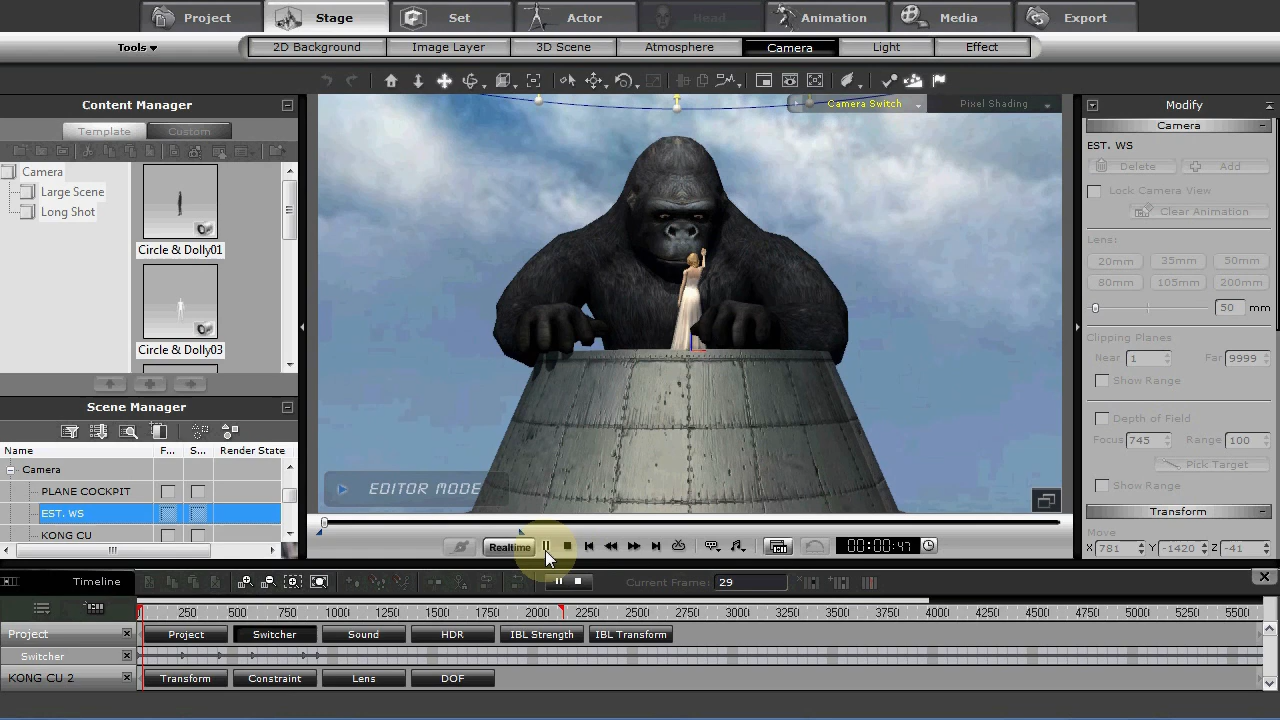 Project Stage Set Actor Head Animation Media Export
Tools 2D Background Image Layer 3D Scene Atmosphere Camera Light Effect
Content Manager
Template Custom
Camera
Large Scene
Long Shot
Circle & Dolly01
Circle & Dolly03
Scene Manager
Name F... S... Render State
Camera
PLANE COCKPIT
EST. WS
KONG CU
Camera Switch Pixel Shading
EDITOR MODE
Realtime 00:00:47
Modify
Camera
EST. WS
Delete Add
Lock Camera View
Clear Animation
Lens:
20mm 35mm 50mm
80mm 105mm 200mm
50 mm
Clipping Planes
Near 1 Far 9999
Show Range
Depth of Field
Focus 745 Range 100
Pick Target
Show Range
Transform
Move
X 781 Y -1420 Z -41
Timeline Current Frame: 29
250 500 750 1000 1250 1500 1750 2000 2250 2500 2750 3000 3250 3500 3750 4000 4250 4500 4750 5000 5250 5500
Project Project Switcher Sound HDR IBL Strength IBL Transform
Switcher
KONG CU 2 Transform Constraint Lens DOF